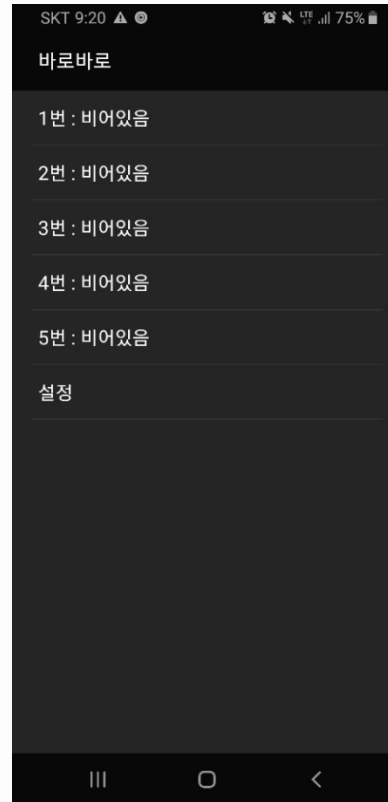 SKT 9:20 LTE 75%
바로바로
1번 : 비어있음
2번 : 비어있음
3번 : 비어있음
4번 : 비어있음
5번 : 비어있음
설정